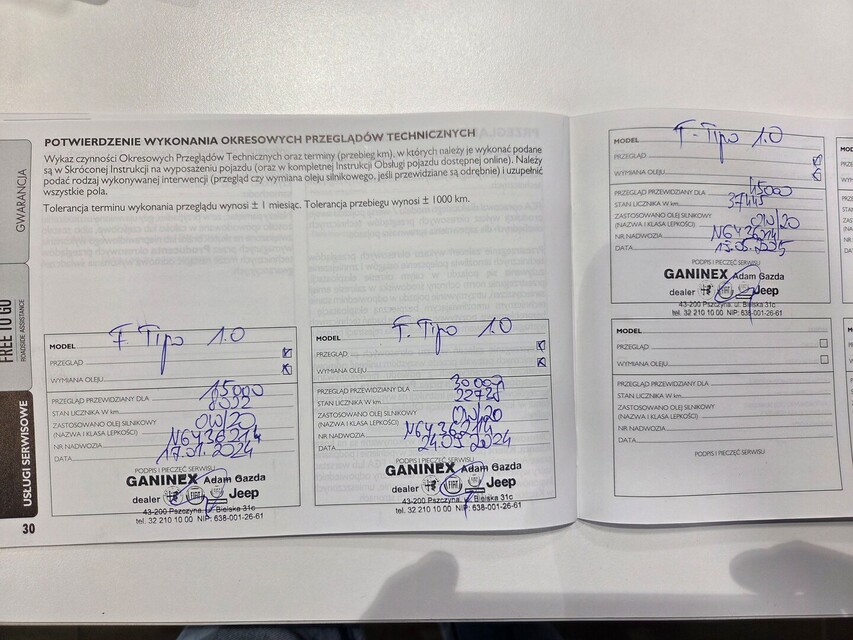 GWARANCJA
FREE TO GO
ROADSIDE ASSISTANCE
USŁUGI SERWISOWE
POTWIERDZENIE WYKONANIA OKRESOWYCH PRZEGLĄDÓW TECHNICZNYCH
Wykaz czynności Okresowych Przeglądów Technicznych oraz terminy (przebieg km), w których należy je wykonać podane
są w Skróconej Instrukcji na wyposażeniu pojazdu (oraz w kompletnej Instrukcji Obsługi pojazdu dostępnej online). Należy
podać rodzaj wykonywanej interwencji (przegląd czy wymiana oleju silnikowego, jeśli przewidziane są odrębnie) i uzupełnić
wszystkie pola.
Tolerancja terminu wykonania przeglądu wynosi ± 1 miesiąc. Tolerancja przebiegu wynosi ± 1000 km.
MODEL F. Tipo 1.0
PRZEGLĄD
WYMIANA OLEJU
PRZEGLĄD PRZEWIDZIANY DLA 15000
STAN LICZNIKA W km
ZASTOSOWANO OLEJ SILNIKOWY 0W/20
(NAZWA I KLASA LEPKOŚCI)
NR NADWOZIA N6Y36214
DATA 17.01.2024
PODPIS I PIECZĘĆ SERWISU
GANINEX Adam Gazda
dealer FIAT Jeep
43-200 Pszczyna, ul. Bielska 31c
tel. 32 210 10 00 NIP: 638-001-26-61
30
MODEL F. Tipo 1.0
PRZEGLĄD
WYMIANA OLEJU
PRZEGLĄD PRZEWIDZIANY DLA 30000
STAN LICZNIKA W km 22728
ZASTOSOWANO OLEJ SILNIKOWY 0W/20
(NAZWA I KLASA LEPKOŚCI)
NR NADWOZIA N6Y36214
DATA 2024
PODPIS I PIECZĘĆ SERWISU
GANINEX Adam Gazda
dealer FIAT Jeep
43-200 Pszczyna, ul. Bielska 31c
tel. 32 210 10 00 NIP: 638-001-26-61
MODEL F-Tipo 1.0
PRZEGLĄD
WYMIANA OLEJU
PRZEGLĄD PRZEWIDZIANY DLA 45000
STAN LICZNIKA W km 37445
ZASTOSOWANO OLEJ SILNIKOWY 0W/20
(NAZWA I KLASA LEPKOŚCI)
NR NADWOZIA N6Y36214
DATA 2025
PODPIS I PIECZĘĆ SERWISU
GANINEX Adam Gazda
dealer FIAT Jeep
43-200 Pszczyna, ul. Bielska 31c
tel. 32 210 10 00 NIP: 638-001-26-61
MODEL
PRZEGLĄD
WYMIANA OLEJU
PRZEGLĄD PRZEWIDZIANY DLA
STAN LICZNIKA W km
ZASTOSOWANO OLEJ SILNIKOWY
(NAZWA I KLASA LEPKOŚCI)
NR NADWOZIA
DATA
PODPIS I PIECZĘĆ SERWISU